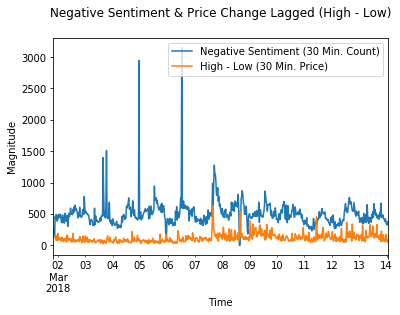 Negative Sentiment & Price Change Lagged (High - Low)
Negative Sentiment (30 Min. Count)
High - Low (30 Min. Price)
3000
2500
2000
1500
1000
500
0
Magnitude
02 03 04 05 06 07 08 09 10 11 12 13 14
Mar
2018
Time